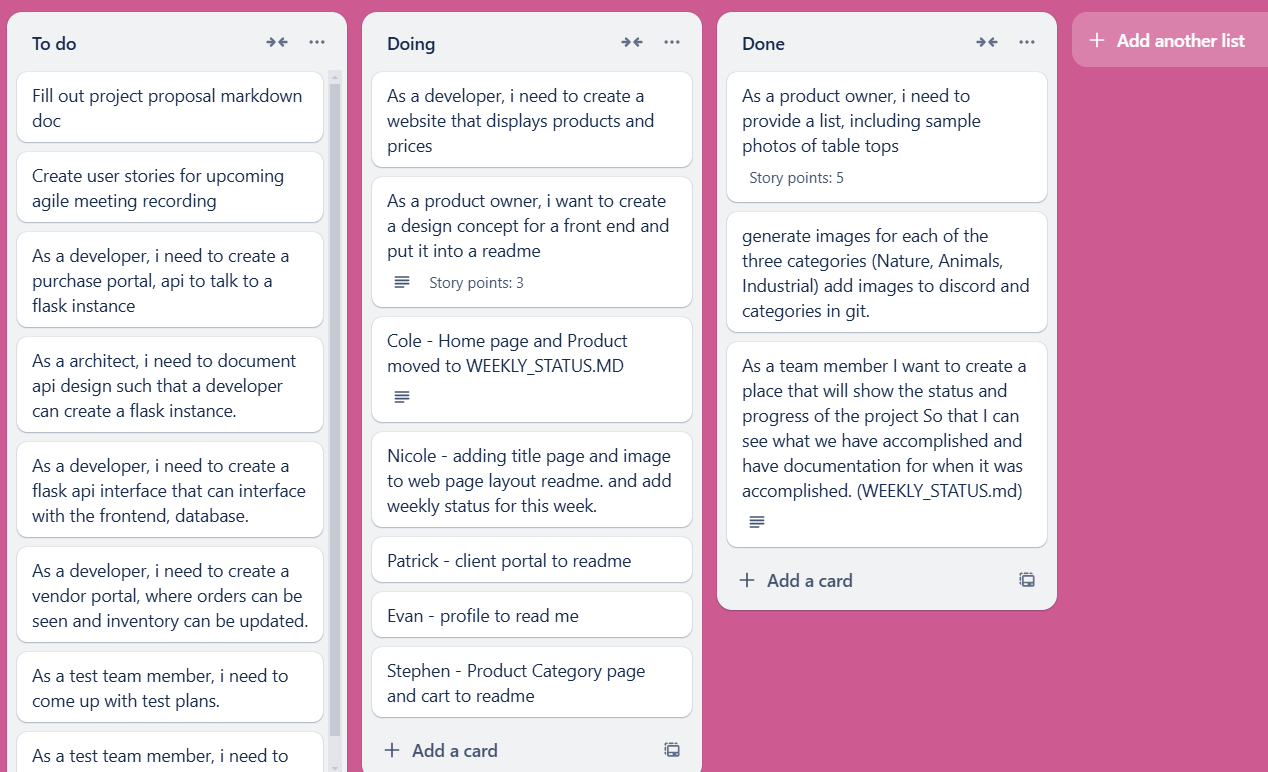 To do
Fill out project proposal markdown
doc
Create user stories for upcoming
agile meeting recording
As a developer, i need to create a
purchase portal, api to talk to a
flask instance
As a architect, i need to document
api design such that a developer
can create a flask instance.
As a developer, i need to create a
flask api interface that can interface
with the frontend, database.
As a developer, i need to create a
vendor portal, where orders can be
seen and inventory can be updated.
As a test team member, i need to
come up with test plans.
As a test team member, i need to
Doing
As a developer, i need to create a
website that displays products and
prices
As a product owner, i want to create
a design concept for a front end and
put it into a readme
Story points: 3
Cole - Home page and Product
moved to WEEKLY_STATUS.MD
Nicole - adding title page and image
to web page layout readme. and add
weekly status for this week.
Patrick - client portal to readme
Evan - profile to read me
Stephen - Product Category page
and cart to readme
Add a card
Done
As a product owner, i need to
provide a list, including sample
photos of table tops
Story points: 5
generate images for each of the
three categories (Nature, Animals,
Industrial) add images to discord and
categories in git.
As a team member I want to create a
place that will show the status and
progress of the project So that I can
see what we have accomplished and
have documentation for when it was
accomplished. (WEEKLY_STATUS.md)
Add a card
Add another list